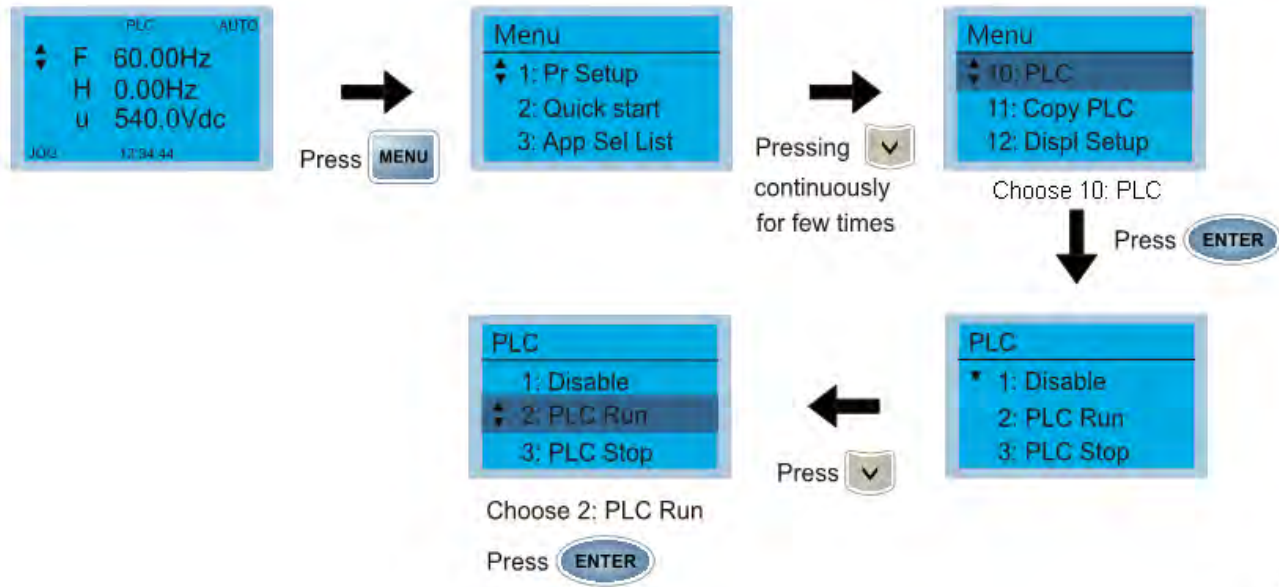 PLC AUTO
F 60.00Hz
H 0.00Hz
u 540.0Vdc
JOG 12:34:44
Press MENU
Menu
1: Pr Setup
2: Quick start
3: App Sel List
Pressing
continuously
for few times
Menu
10: PLC
11: Copy PLC
12: Displ Setup
Choose 10: PLC
Press ENTER
PLC
1: Disable
2: PLC Run
3: PLC Stop
Press
PLC
1: Disable
2: PLC Run
3: PLC Stop
Choose 2: PLC Run
Press ENTER